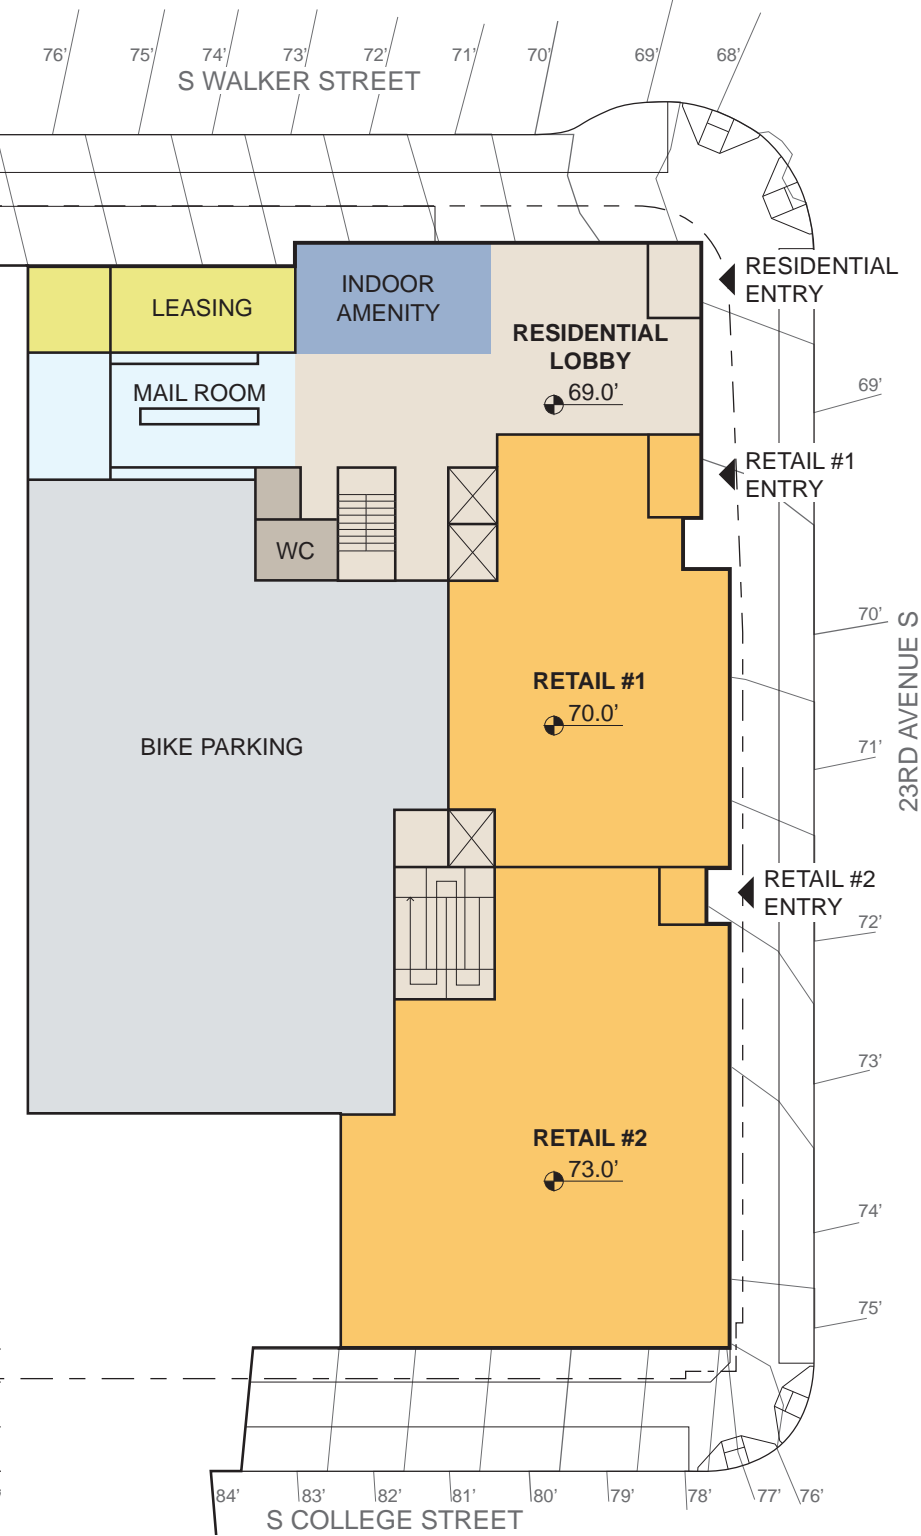 76’ 75’ 74’ 73’ 72’ 71’ 70’ 69’ 68’
S WALKER STREET
RESIDENTIAL
ENTRY
LEASING
INDOOR
AMENITY
RESIDENTIAL
LOBBY
69.0’
MAIL ROOM
69’
RETAIL #1
ENTRY
WC
70’
RETAIL #1
70.0’
BIKE PARKING
71’
23RD AVENUE S
RETAIL #2
ENTRY
72’
73’
RETAIL #2
73.0’
74’
75’
84’ 83’ 82’ 81’ 80’ 79’ 78’ 77’ 76’
S COLLEGE STREET